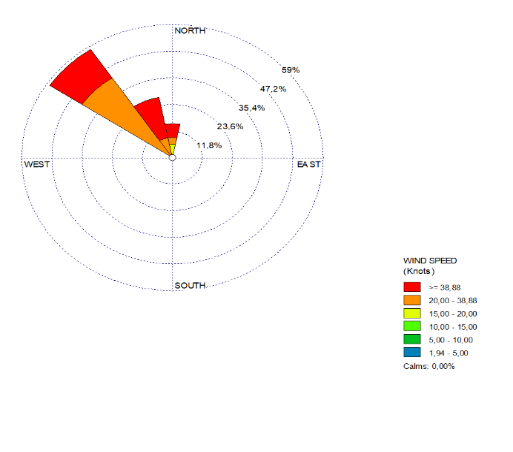 NORTH
59%
47,2%
35,4%
23,6%
11,8%
WEST
EAST
SOUTH
WIND SPEED
(Knots)
>= 38,88
20,00 - 38,88
15,00 - 20,00
10,00 - 15,00
5,00 - 10,00
1,94 - 5,00
Calms: 0,00%